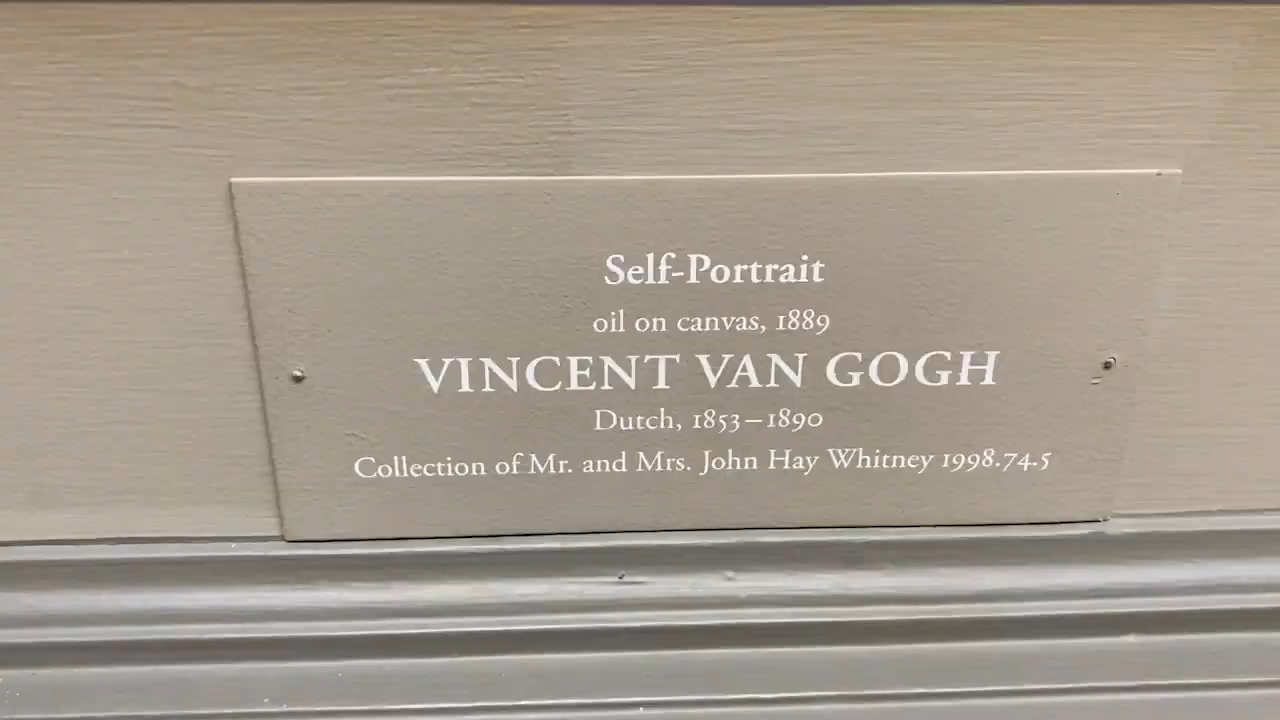 Self-Portrait
oil on canvas, 1889
VINCENT VAN GOGH
Dutch, 1853–1890
Collection of Mr. and Mrs. John Hay Whitney 1998.74.5